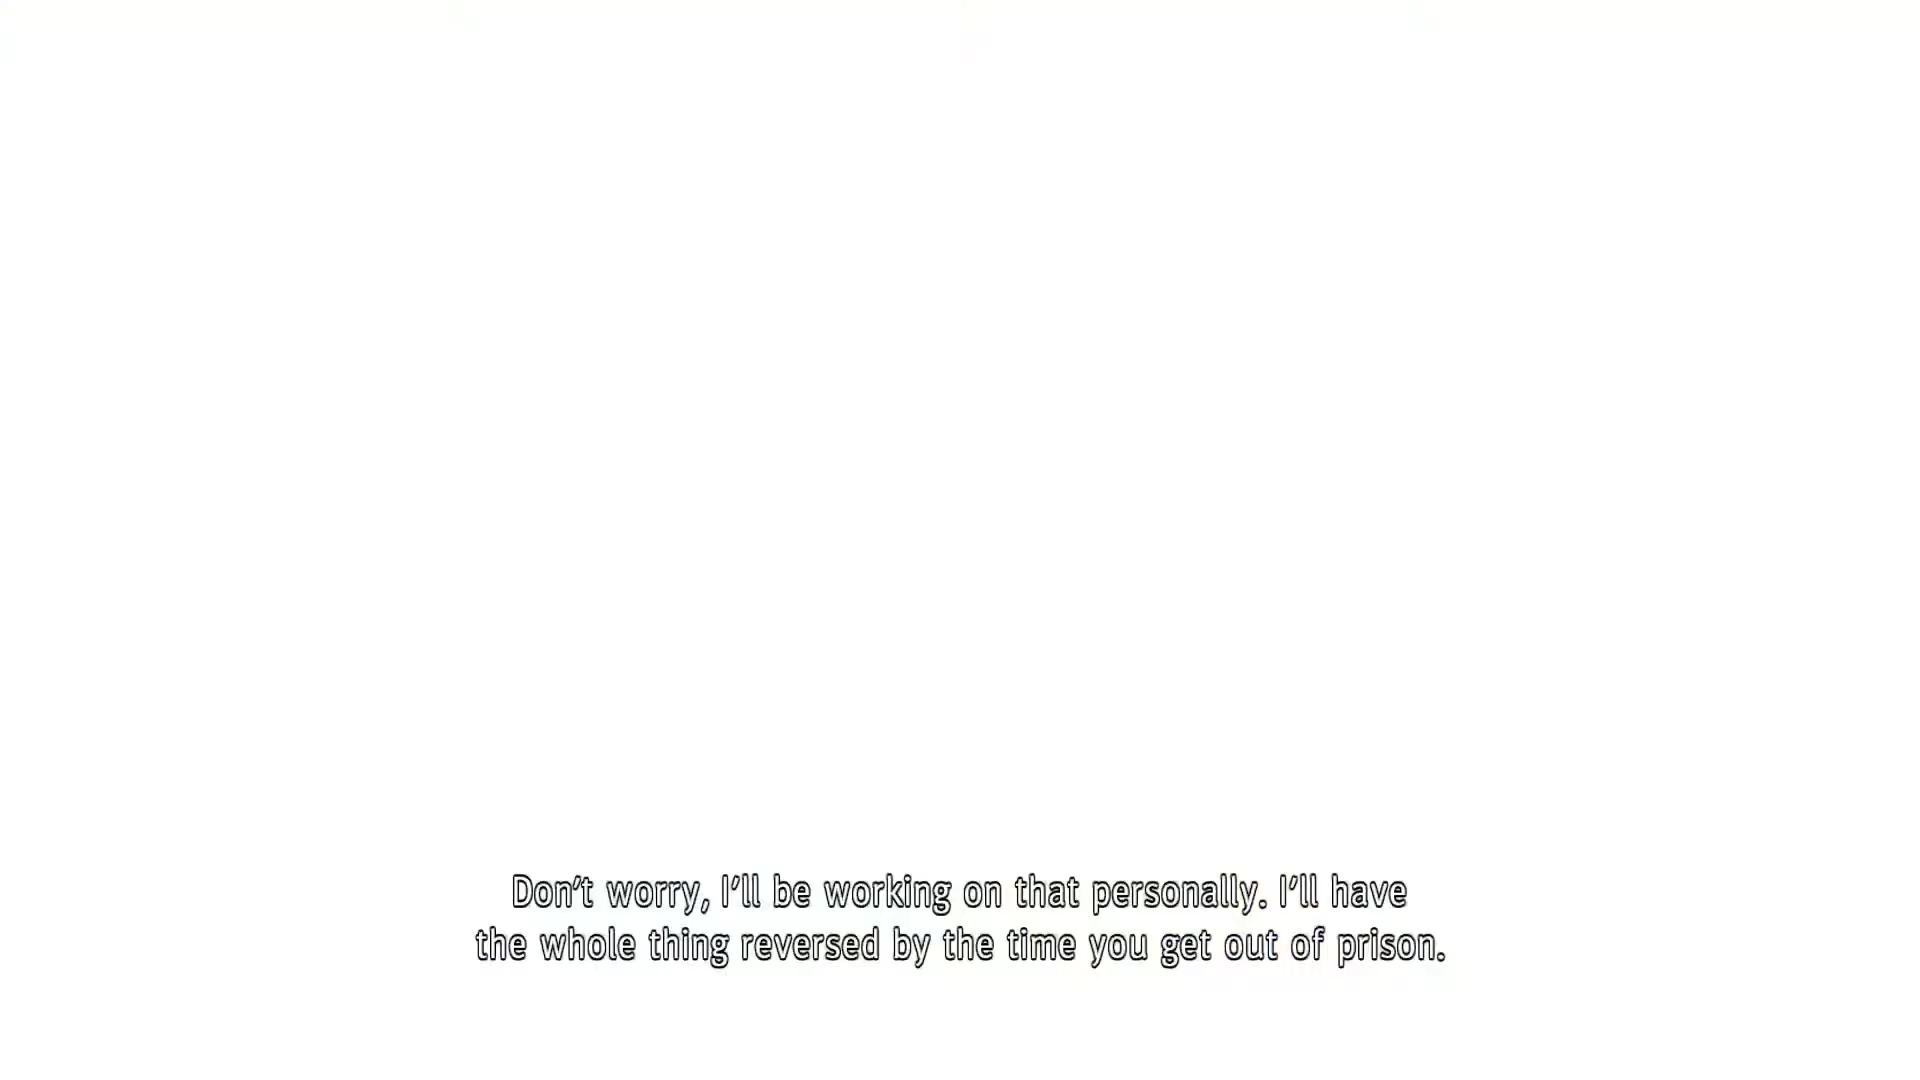 Don't worry, I'll be working on that personally. I'll have
the whole thing reversed by the time you get out of prison.